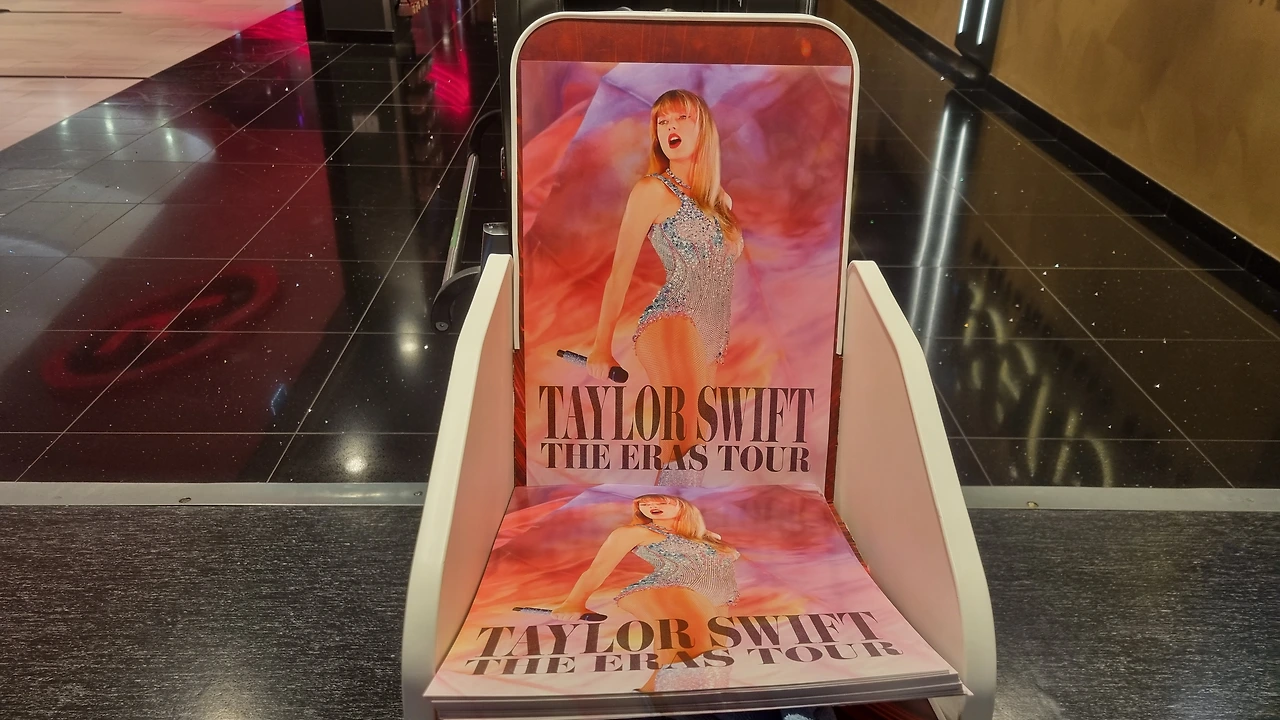 TAYLOR SWIFT
THE ERAS TOUR
TAYLOR SWIFT
THE ERAS TOUR